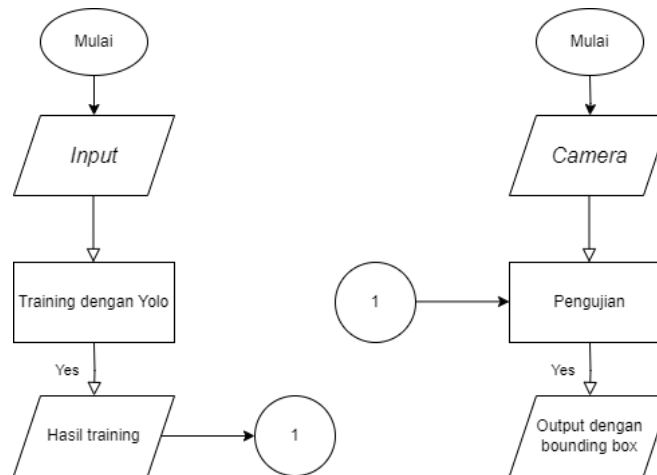 Mulai
Input
Training dengan Yolo
Yes
Hasil training
1
Mulai
Camera
1
Pengujian
Yes
Output dengan
bounding box